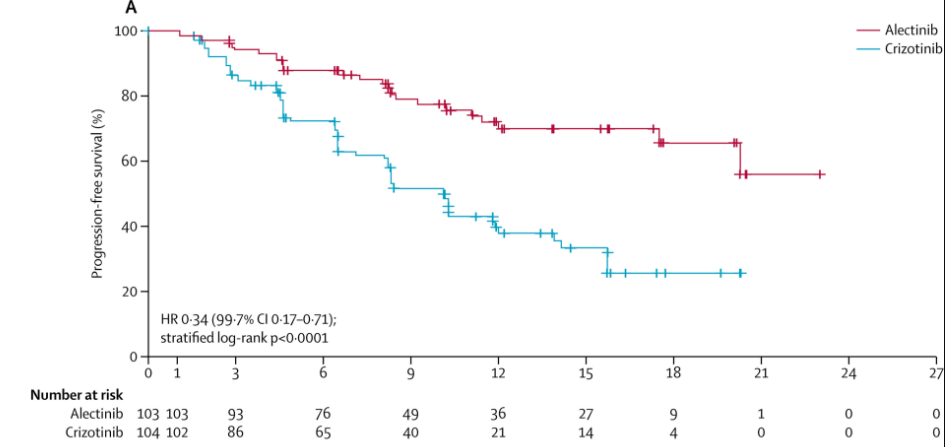 A
Alectinib
Crizotinib
Progression-free survival (%)
100
80
60
40
20
0
HR 0·34 (99·7% CI 0·17–0·71);
stratified log-rank p<0·0001
0 1 3 6 9 12 15 18 21 24 27
Number at risk
Alectinib 103 103 93 76 49 36 27 9 1 0 0
Crizotinib 104 102 86 65 40 21 14 4 0 0 0